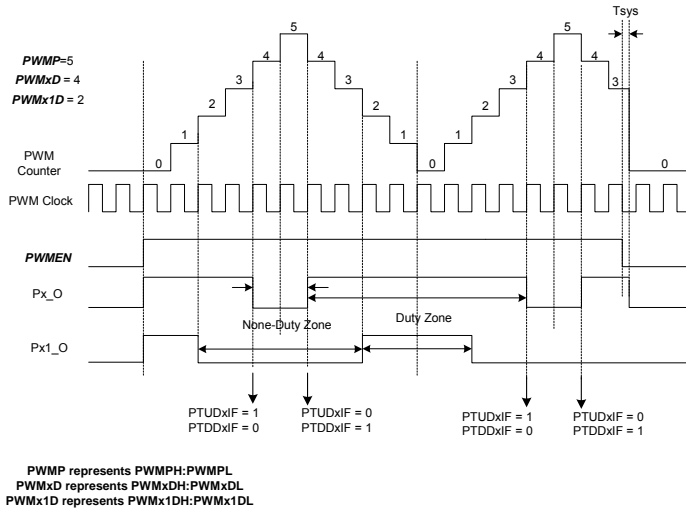 Tsys
5 5
PWMP=5
4 4 4 4
PWMxD = 4
3 3 3 3
PWMx1D = 2
2 2 2
1 1 1
PWM
Counter
0 0 0
PWM Clock
PWMEN
Px_O
None-Duty Zone
Duty Zone
Px1_O
PTUDxIF = 1
PTDDxIF = 0
PTUDxIF = 0
PTDDxIF = 1
PTUDxIF = 1
PTDDxIF = 0
PTUDxIF = 0
PTDDxIF = 1
PWMP represents PWMPH:PWMPL
PWMxD represents PWMxDH:PWMxDL
PWMx1D represents PWMx1DH:PWMx1DL